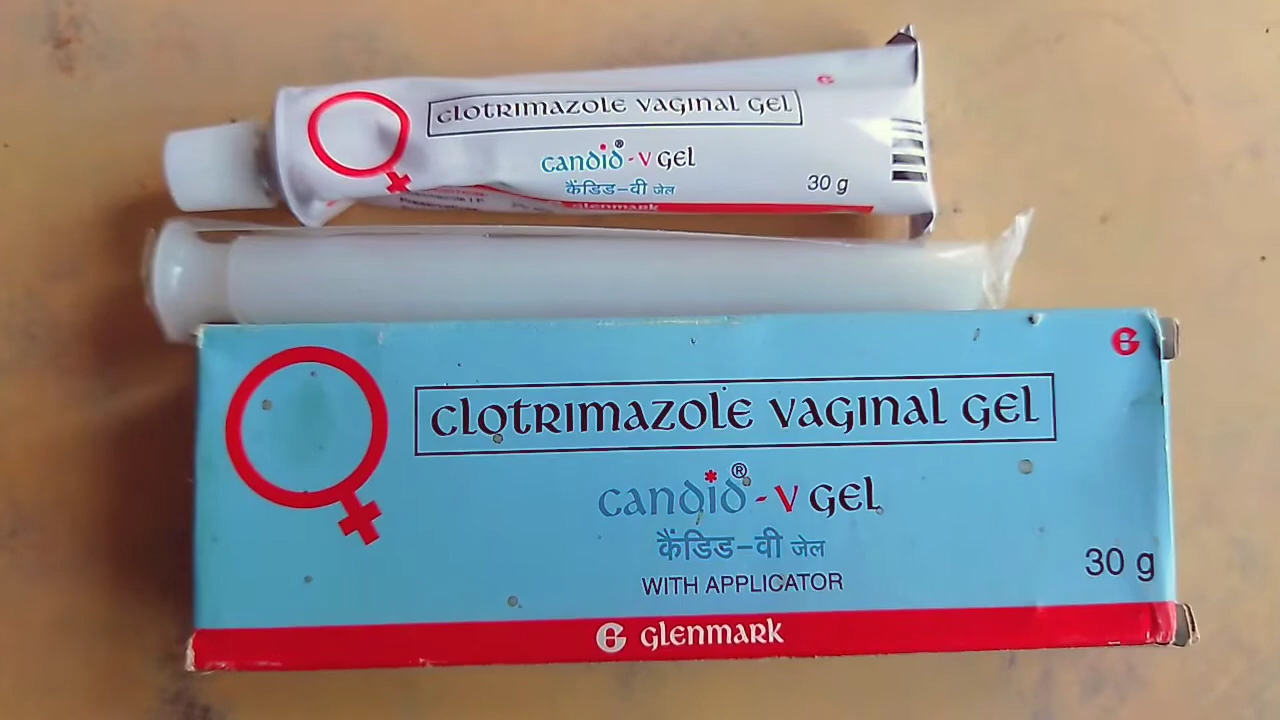 CLOTRIMAZOLE VAGINAL GEL
CANDID®-V GEL
कैंडिड-वी जेल
30 g
GLENMARK
CLOTRIMAZOLE VAGINAL GEL
CANDID®-V GEL
कैंडिड-वी जेल
WITH APPLICATOR
30 g
GLENMARK